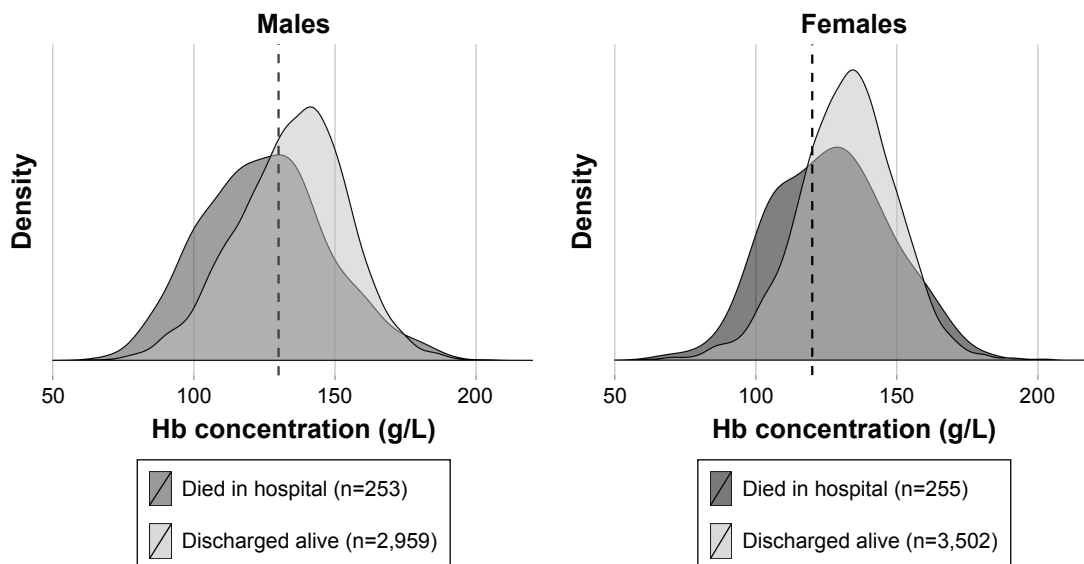 Males
Density
50 100 150 200
Hb concentration (g/L)
Died in hospital (n=253)
Discharged alive (n=2,959)
Females
Density
50 100 150 200
Hb concentration (g/L)
Died in hospital (n=255)
Discharged alive (n=3,502)